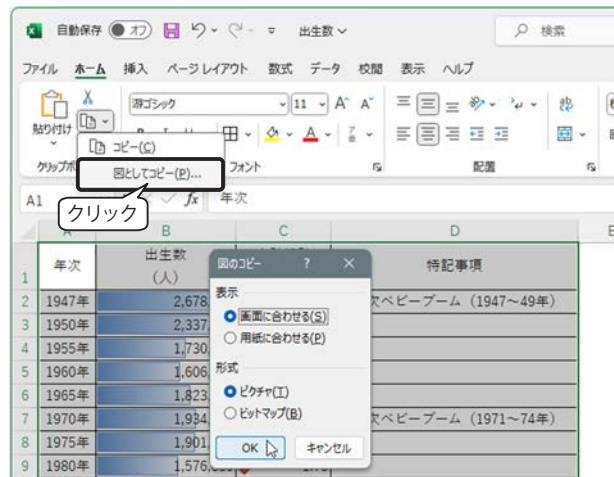 自動保存 オフ 出生数 検索
ファイル ホーム 挿入 ページ レイアウト 数式 データ 校閲 表示 ヘルプ
貼り付け 游ゴシック 11
コピー(C)
図としてコピー(P)...
フォント 配置
クリック
A1 fx 年次
B C D
1 年次 出生数 特記事項
(人)
図のコピー ? ×
表示
画面に合わせる(S)
用紙に合わせる(P)
形式
ピクチャ(T)
ビットマップ(B)
OK キャンセル
2 1947年 2,678, 次ベビーブーム(1947~49年)
3 1950年 2,337,
4 1955年 1,730,
5 1960年 1,606,
6 1965年 1,823,
7 1970年 1,934, 次ベビーブーム(1971~74年)
8 1975年 1,901,
9 1980年 1,576,